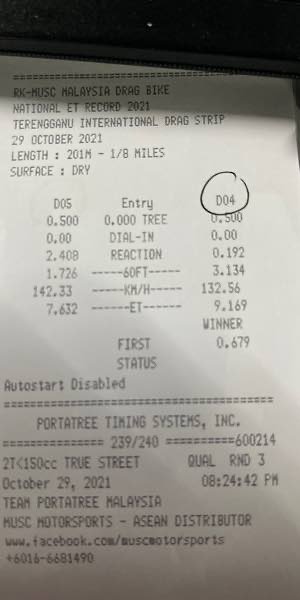 =====================================
RK-MUSC MALAYSIA DRAG BIKE
NATIONAL ET RECORD 2021
TERENGGANU INTERNATIONAL DRAG STRIP
29 OCTOBER 2021
LENGTH : 201M - 1/8 MILES
SURFACE : DRY
DO5 Entry DO4
0.500 0.000 TREE 0.500
0.00 DIAL-IN 0.00
2.408 REACTION 0.192
1.726 -----60FT----- 3.134
142.33 -----KM/H----- 132.56
7.632 ------ET------ 9.169
WINNER
FIRST 0.679
STATUS
Autostart Disabled
=====================================
PORTATREE TIMING SYSTEMS, INC.
============== 239/240 ==========600214
2T<150cc TRUE STREET QUAL RND 3
October 29, 2021 08:24:42 PM
TEAM PORTATREE MALAYSIA
MUSC MOTORSPORTS - ASEAN DISTRIBUTOR
www.facebook.com/muscmotorsports
+6016-6681490